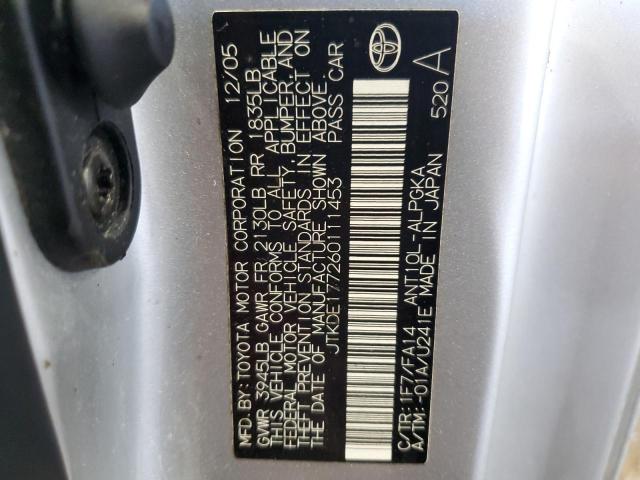 MFD.BY:TOYOTA MOTOR CORPORATION 12/05
GVWR 3945LB GAWR FR 2130LB RR 1835LB
THIS VEHICLE CONFORMS TO ALL APPLICABLE
FEDERAL MOTOR VEHICLE SAFETY, BUMPER, AND
THEFT PREVENTION STANDARDS IN EFFECT ON
THE DATE OF MANUFACTURE SHOWN ABOVE.
JTKDE177260111453 PASS CAR
C/TR:1F7/FA14 ANT10L-ALPGKA 520 A
A/TM:-01A/U241E MADE IN JAPAN